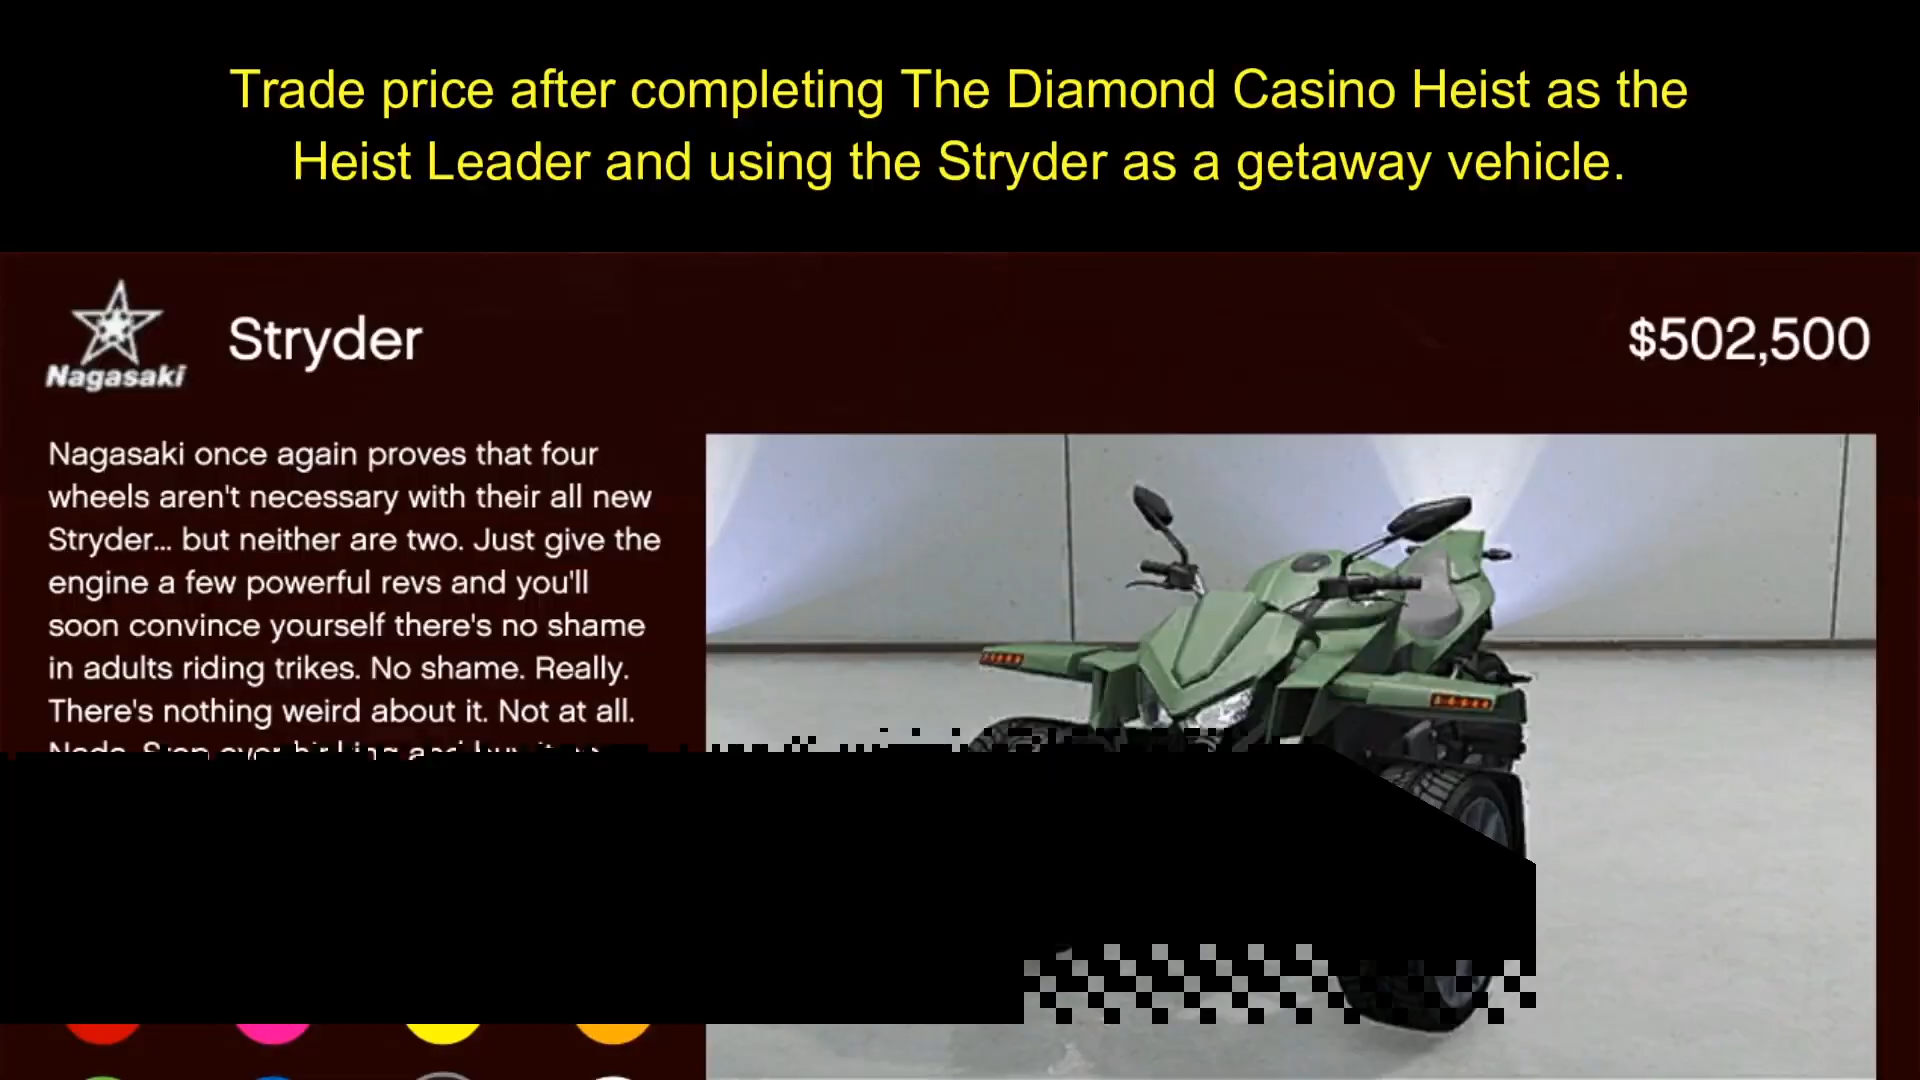 Trade price after completing The Diamond Casino Heist as the
Heist Leader and using the Stryder as a getaway vehicle.
Nagasaki
Stryder
$502,500
Nagasaki once again proves that four
wheels aren't necessary with their all new
Stryder... but neither are two. Just give the
engine a few powerful revs and you'll
soon convince yourself there's no shame
in adults riding trikes. No shame. Really.
There's nothing weird about it. Not at all.